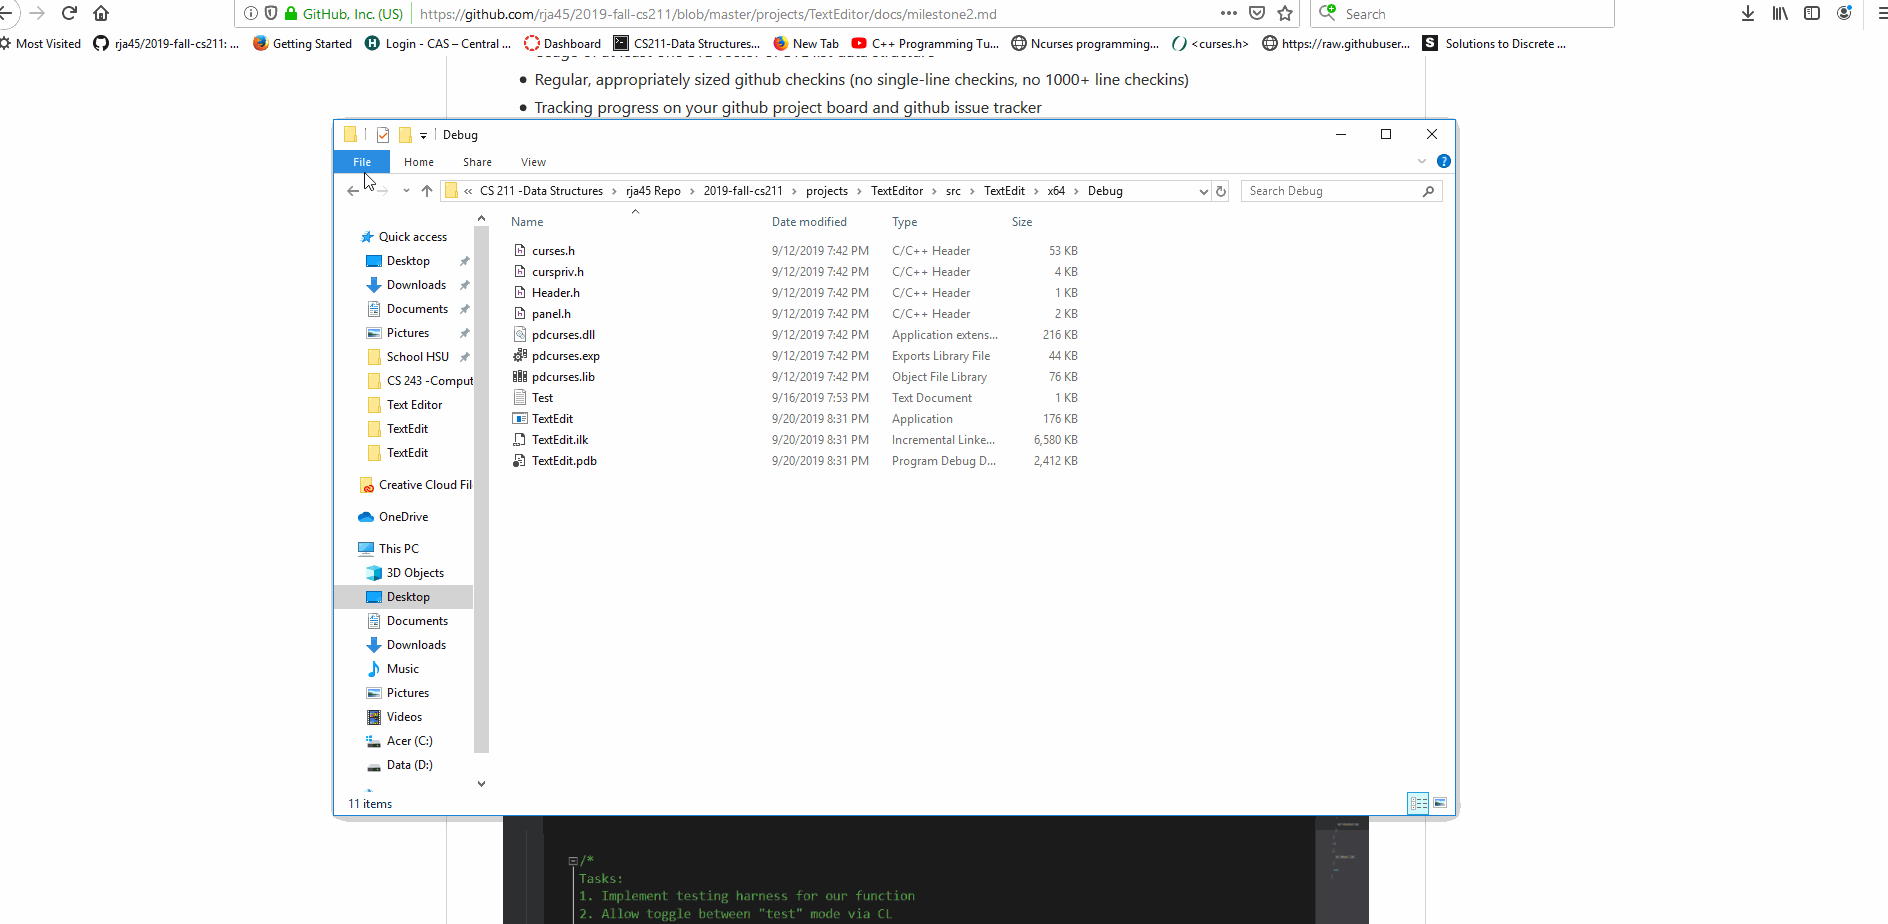 GitHub, Inc. (US) https://github.com/rja45/2019-fall-cs211/blob/master/projects/TextEditor/docs/milestone2.md Search
Most Visited rja45/2019-fall-cs211: ... Getting Started Login - CAS – Central ... Dashboard CS211-Data Structures... New Tab C++ Programming Tu... Ncurses programming... <curses.h> https://raw.githubuser... Solutions to Discrete ...
• Regular, appropriately sized github checkins (no single-line checkins, no 1000+ line checkins)
• Tracking progress on your github project board and github issue tracker
Debug
File Home Share View
« CS 211 -Data Structures › rja45 Repo › 2019-fall-cs211 › projects › TextEditor › src › TextEdit › x64 › Debug Search Debug
Name Date modified Type Size
Quick access
Desktop
Downloads
Documents
Pictures
School HSU
CS 243 -Comput
Text Editor
TextEdit
TextEdit
Creative Cloud Fil
OneDrive
This PC
3D Objects
Desktop
Documents
Downloads
Music
Pictures
Videos
Acer (C:)
Data (D:)
curses.h 9/12/2019 7:42 PM C/C++ Header 53 KB
curspriv.h 9/12/2019 7:42 PM C/C++ Header 4 KB
Header.h 9/12/2019 7:42 PM C/C++ Header 1 KB
panel.h 9/12/2019 7:42 PM C/C++ Header 2 KB
pdcurses.dll 9/12/2019 7:42 PM Application extens... 216 KB
pdcurses.exp 9/12/2019 7:42 PM Exports Library File 44 KB
pdcurses.lib 9/12/2019 7:42 PM Object File Library 76 KB
Test 9/16/2019 7:53 PM Text Document 1 KB
TextEdit 9/20/2019 8:31 PM Application 176 KB
TextEdit.ilk 9/20/2019 8:31 PM Incremental Linke... 6,580 KB
TextEdit.pdb 9/20/2019 8:31 PM Program Debug D... 2,412 KB
11 items
/*
Tasks:
1. Implement testing harness for our function
2. Allow toggle between "test" mode via CL